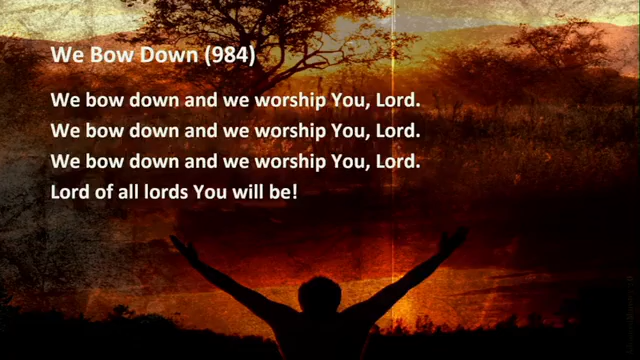 We Bow Down (984)
We bow down and we worship You, Lord.
We bow down and we worship You, Lord.
We bow down and we worship You, Lord.
Lord of all lords You will be!